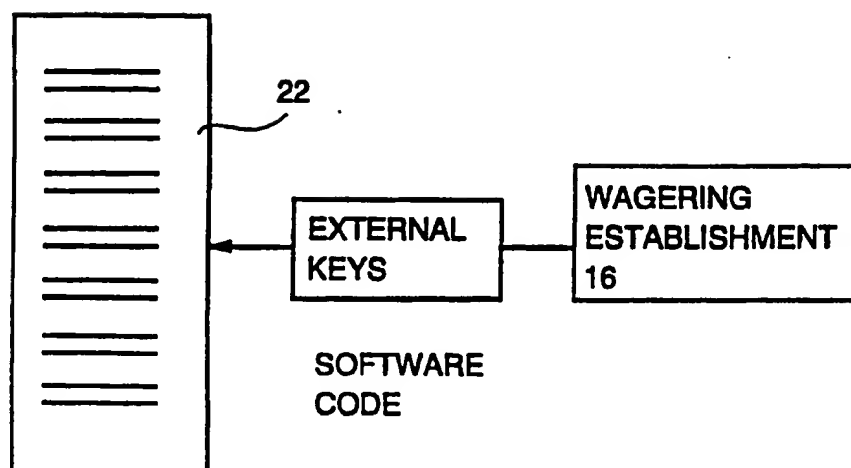 22
EXTERNAL
KEYS
WAGERING
ESTABLISHMENT
16
SOFTWARE
CODE